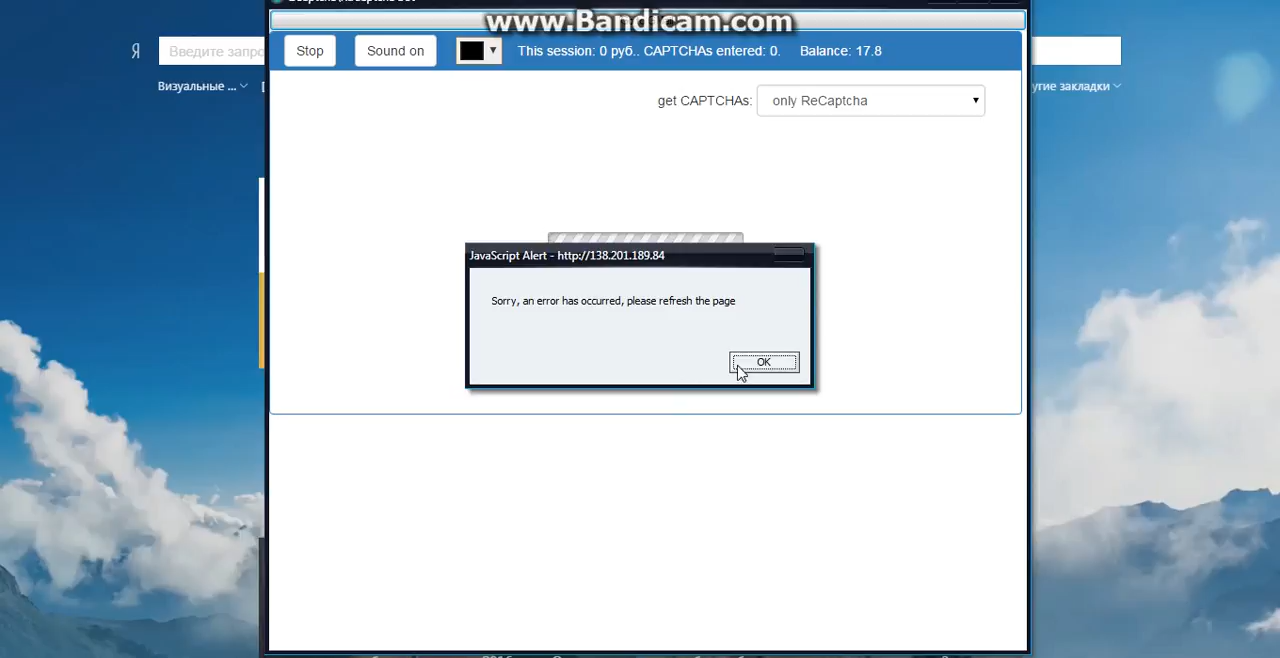 www.Bandicam.com
Я
Введите запро
Визуальные ...
Stop
Sound on
This session: 0 руб.. CAPTCHAs entered: 0.
Balance: 17.8
get CAPTCHAs:
only ReCaptcha
угие закладки
JavaScript Alert - http://138.201.189.84
Sorry, an error has occurred, please refresh the page
OK